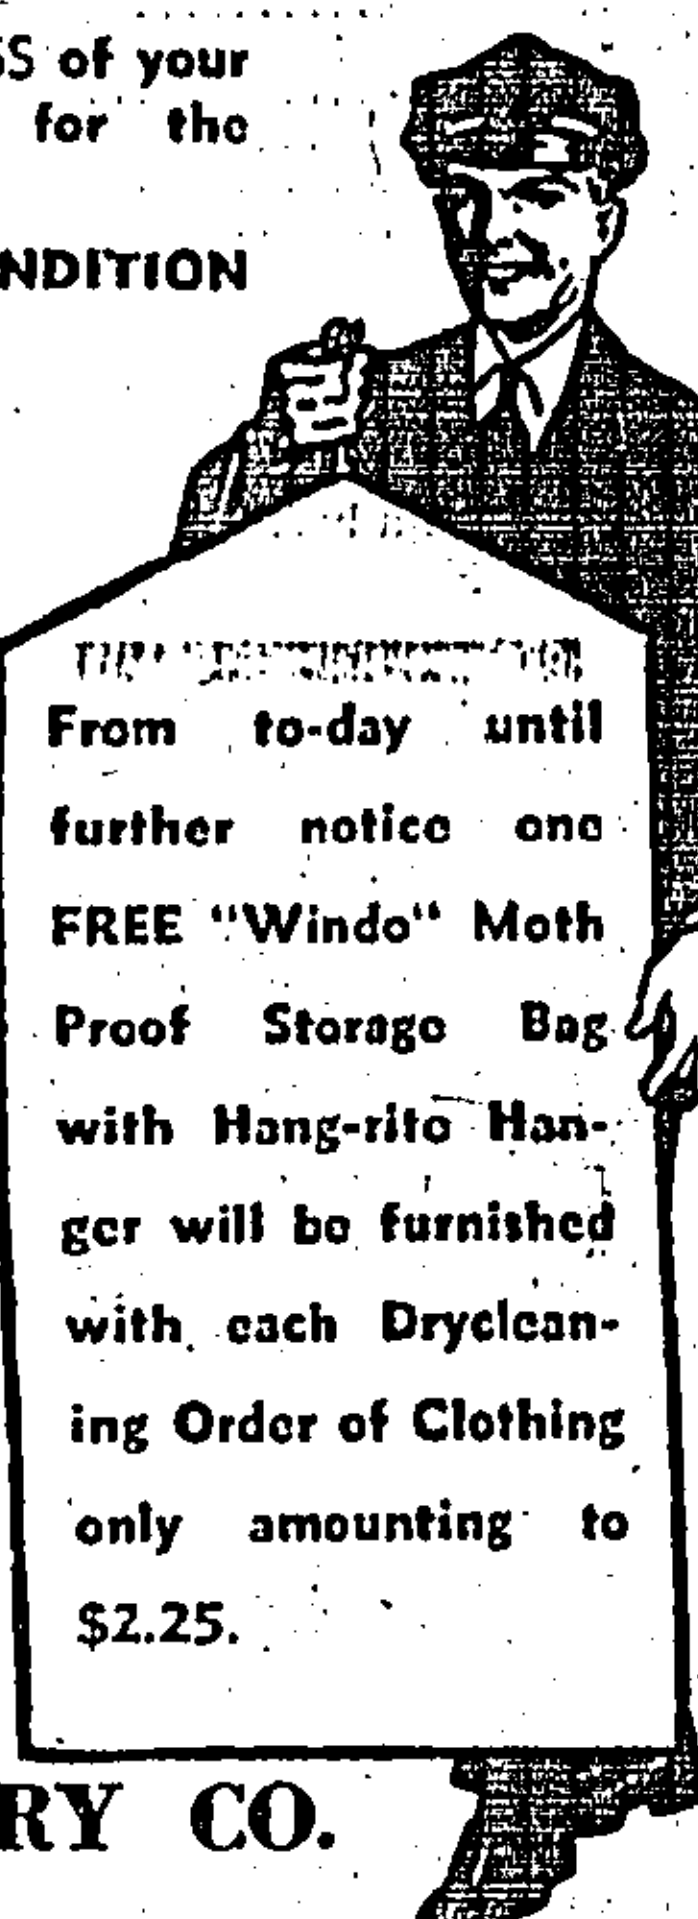 of your
for the
NDITION
From to-day until
further notice one
FREE "Windo" Moth
Proof Storage Bag
with Hang-rite Han-
ger will be furnished
with each Dryclean-
ing Order of Clothing
only amounting to
$2.25.
RY CO.